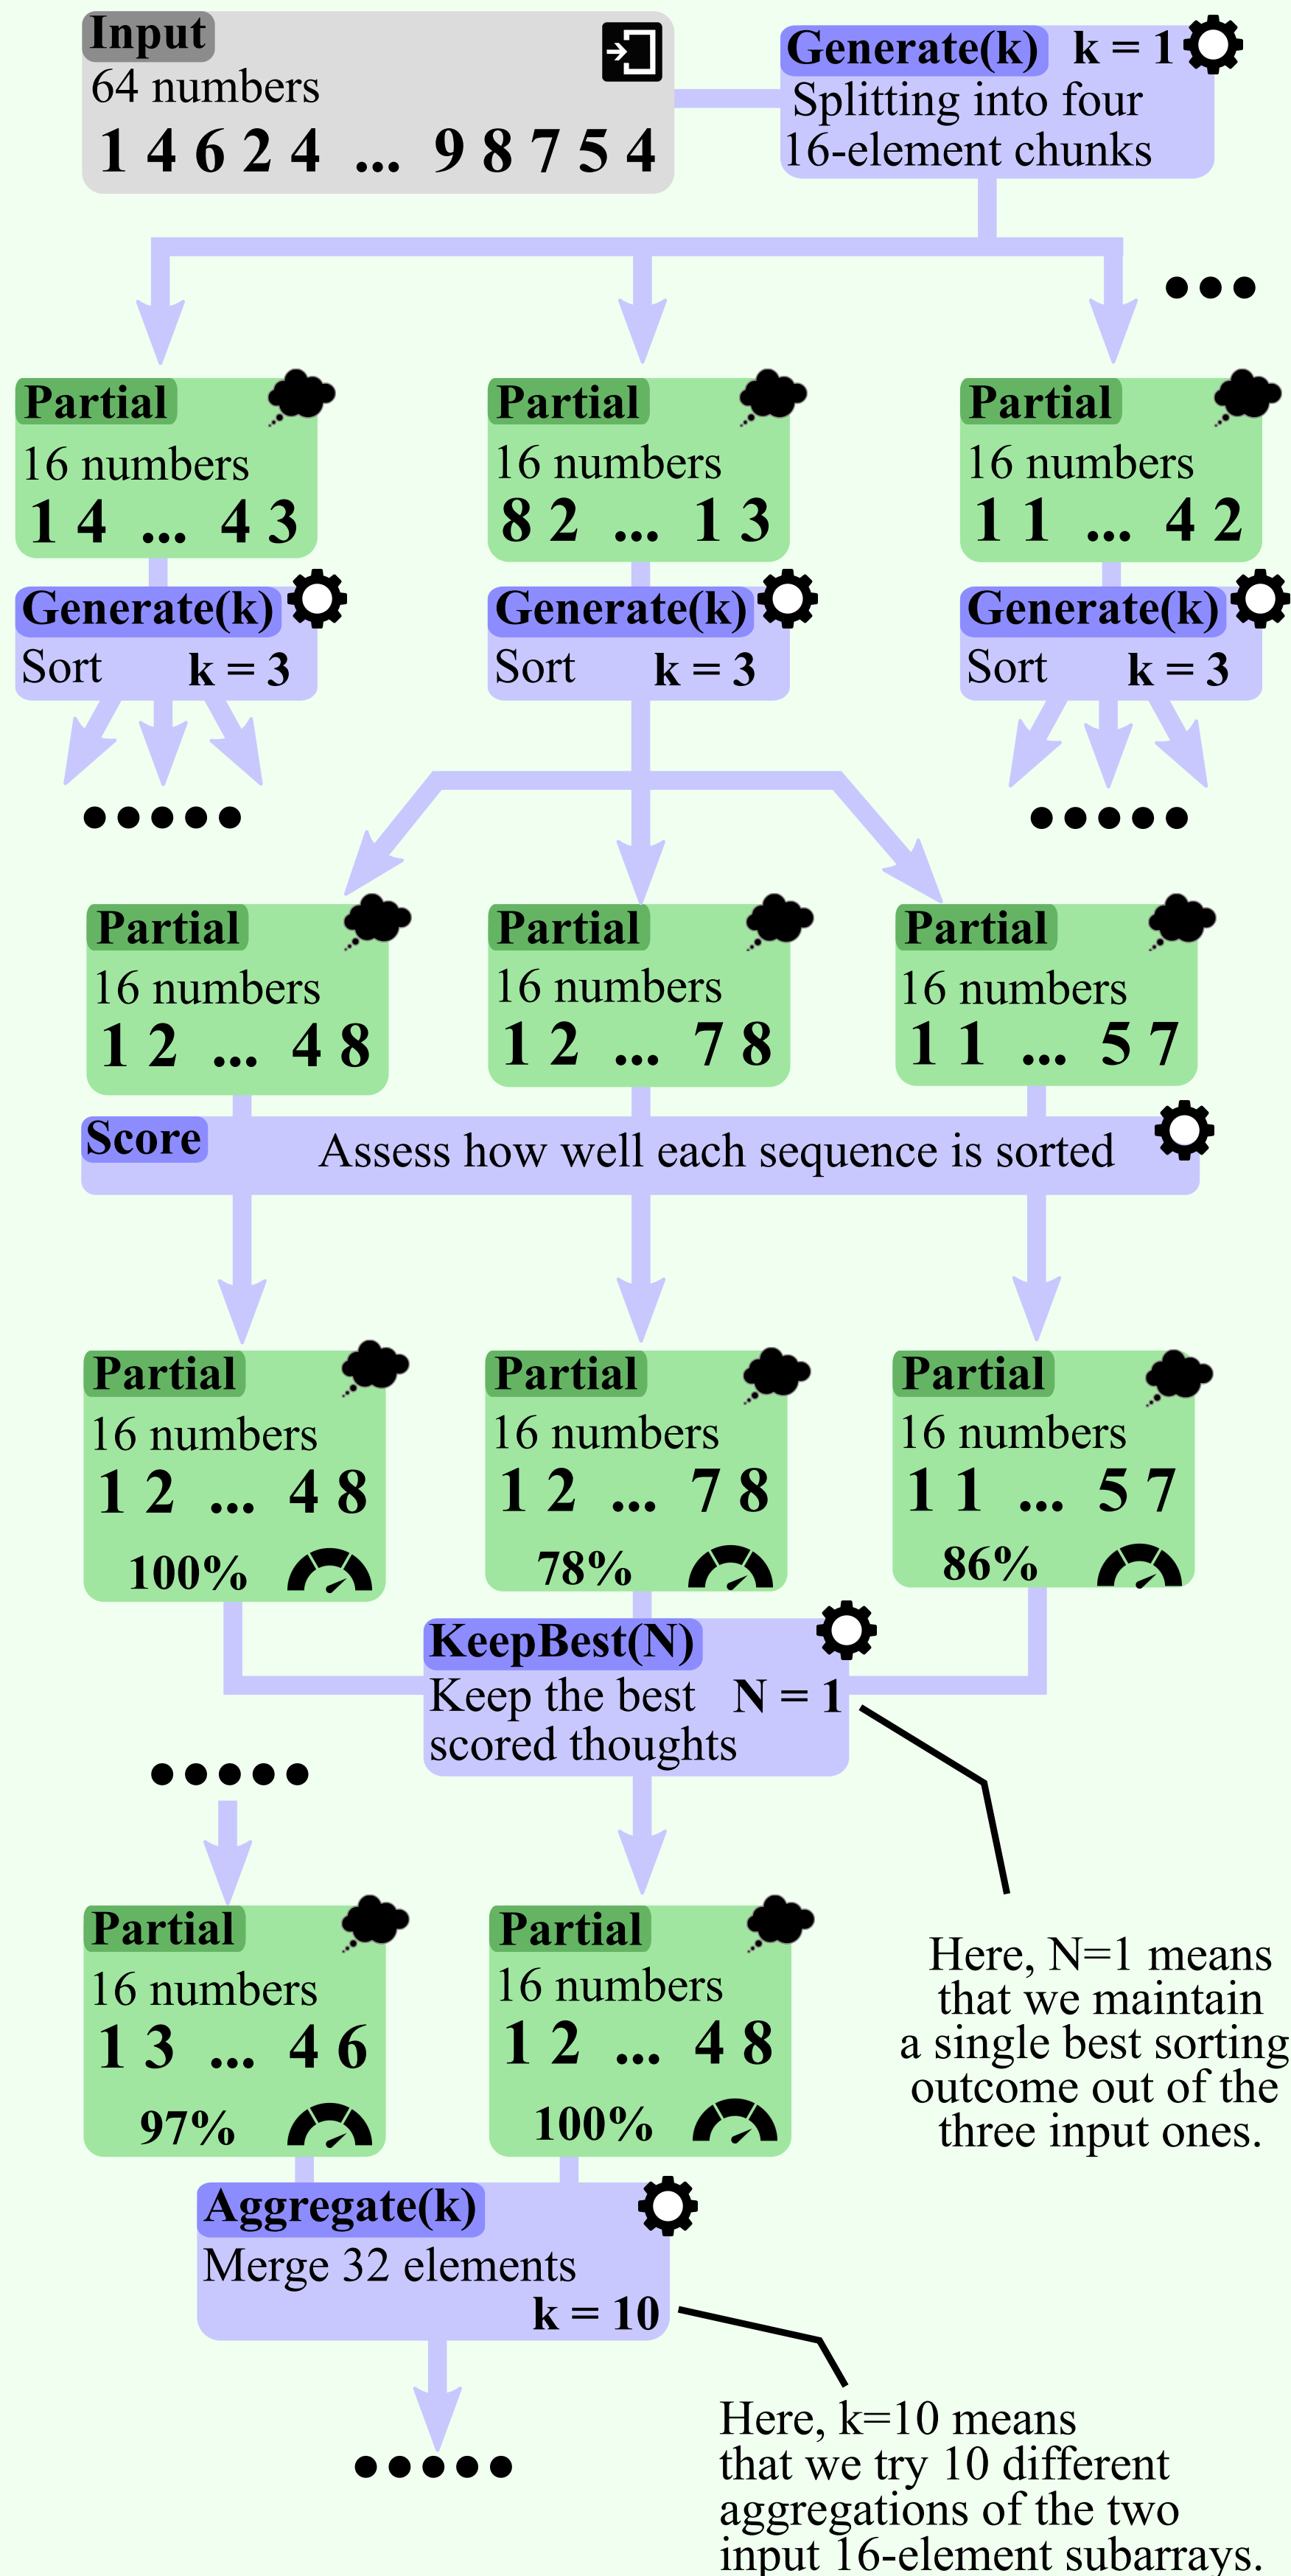 Input
64 numbers
1 4 6 2 4 ... 9 8 7 5 4
Generate(k) k = 1
Splitting into four
16-element chunks
Partial
16 numbers
1 4 ... 4 3
Partial
16 numbers
8 2 ... 1 3
Partial
16 numbers
1 1 ... 4 2
Generate(k)
Sort k = 3
Generate(k)
Sort k = 3
Generate(k)
Sort k = 3
Partial
16 numbers
1 2 ... 4 8
Partial
16 numbers
1 2 ... 7 8
Partial
16 numbers
1 1 ... 5 7
Score
Assess how well each sequence is sorted
Partial
16 numbers
1 2 ... 4 8
100%
Partial
16 numbers
1 2 ... 7 8
78%
Partial
16 numbers
1 1 ... 5 7
86%
KeepBest(N)
Keep the best N = 1
scored thoughts
Partial
16 numbers
1 3 ... 4 6
97%
Partial
16 numbers
1 2 ... 4 8
100%
Here, N=1 means
that we maintain
a single best sorting
outcome out of the
three input ones.
Aggregate(k)
Merge 32 elements
k = 10
Here, k=10 means
that we try 10 different
aggregations of the two
input 16-element subarrays.